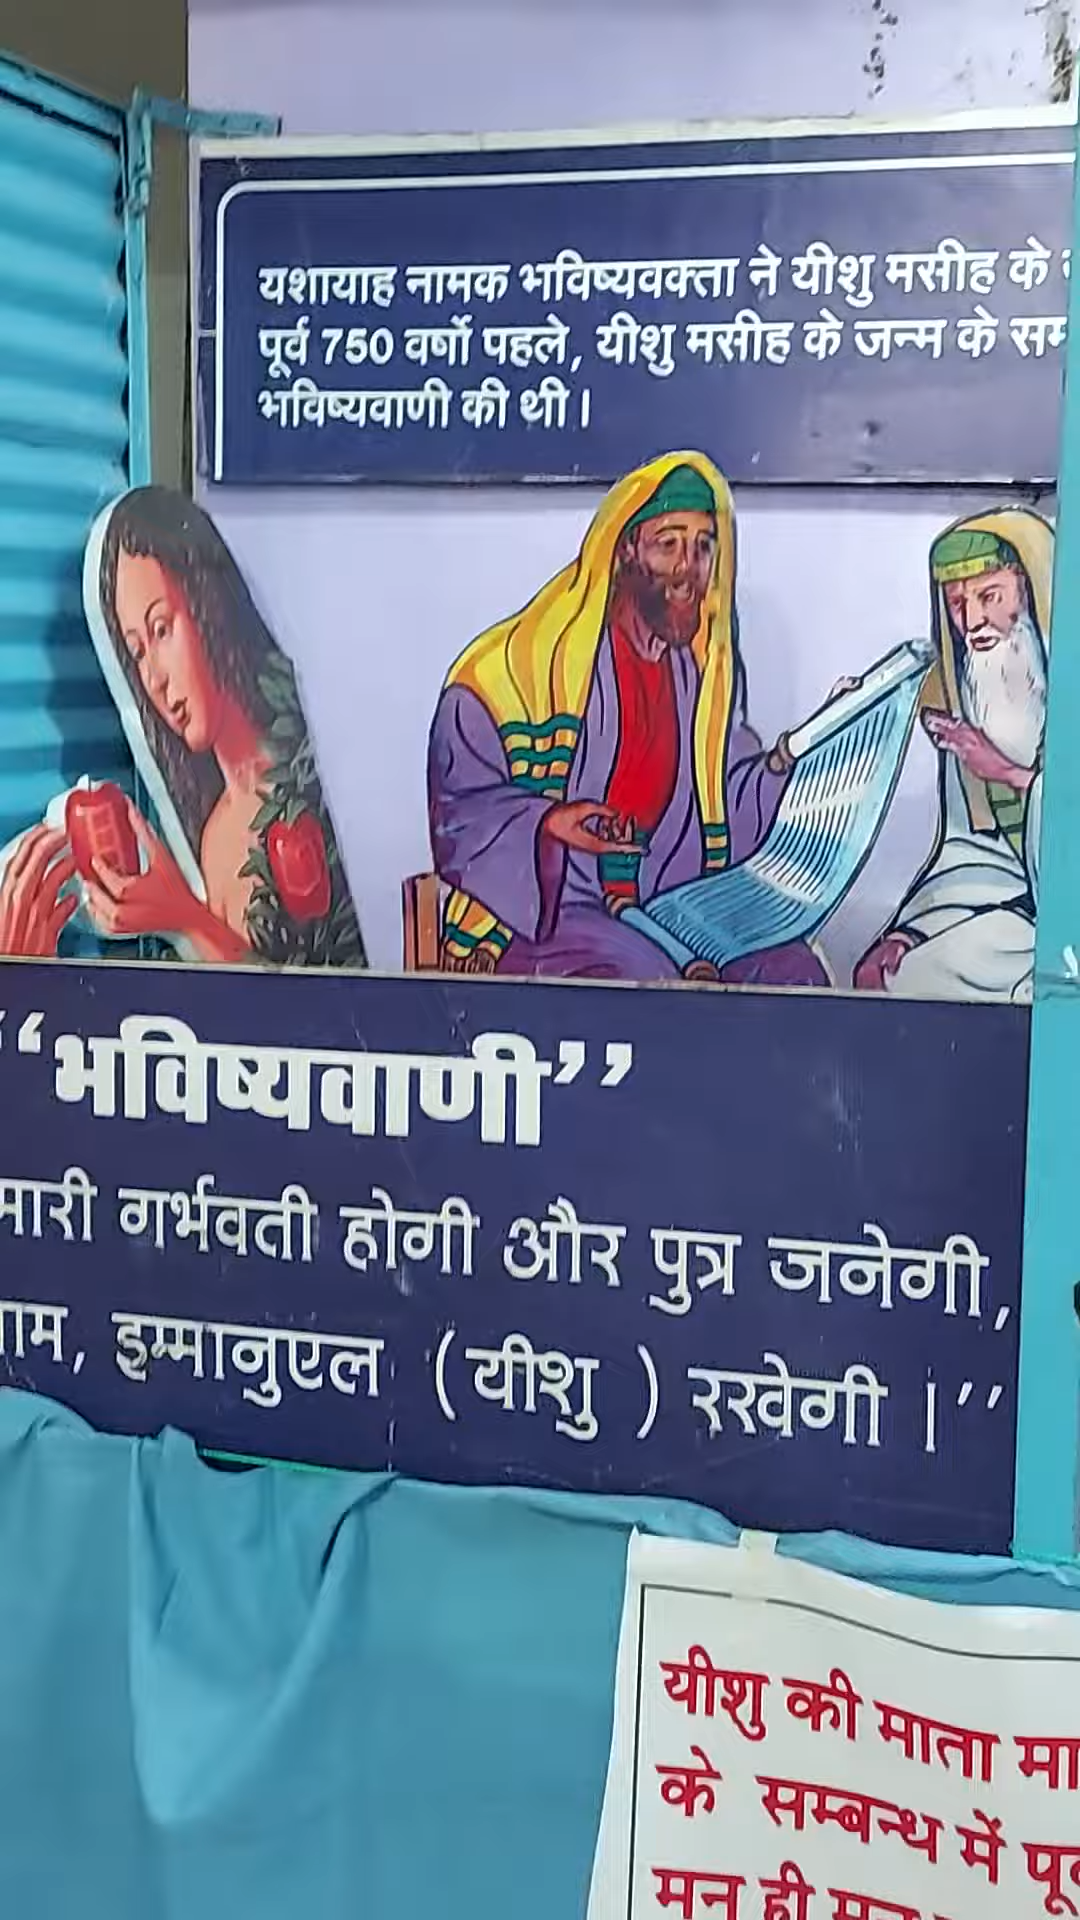 यशायाह नामक भविष्यवक्ता ने यीशु मसीह के
पूर्व 750 वर्षो पहले, यीशु मसीह के जन्म के
भविष्यवाणी की थी।
‘‘भविष्यवाणी’’
गर्भवती होगी और पुत्र जनेगी,
इम्मानुएल (यीशु ) रखेगी।’’
यीशु की माता
के सम्बन्ध में
मन ही